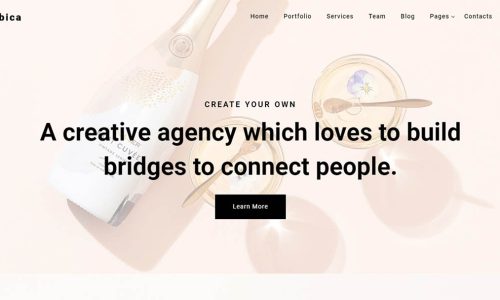 bica
Home Portfolio Services Team Blog Pages Contacts
CREATE YOUR OWN
A creative agency which loves to build
bridges to connect people.
Learn More
CUVÉE